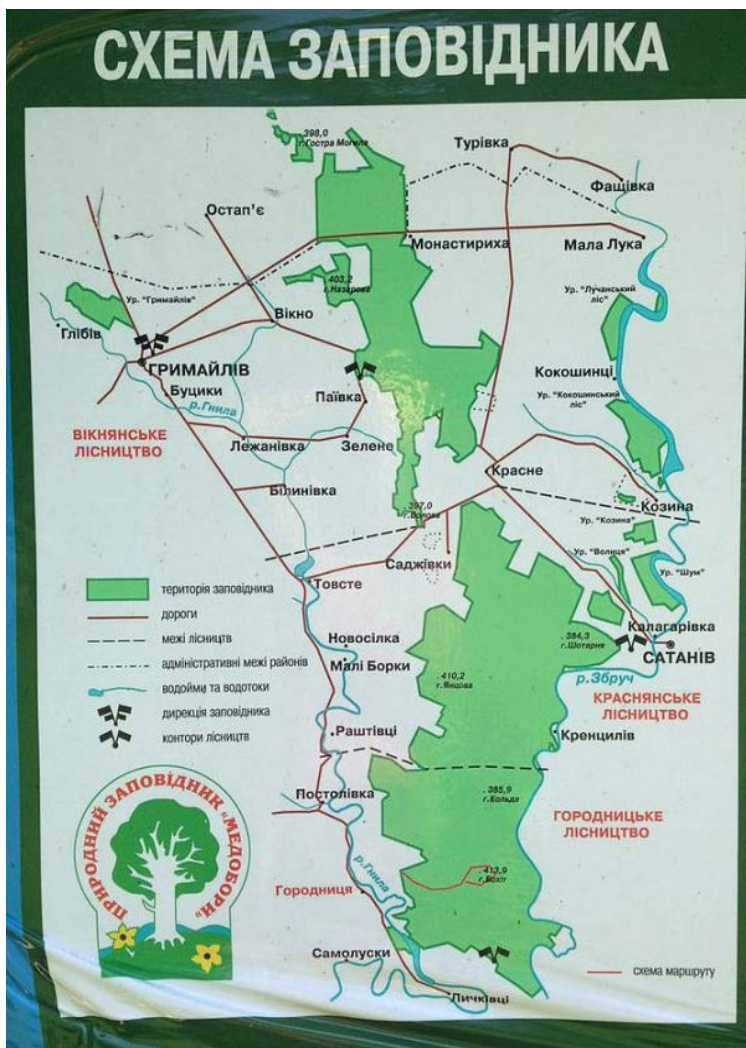 СХЕМА ЗАПОВІДНИКА
398,0
г.Гостра Могила
Турівка
Фащівка
Остап'є
Монастириха
Мала Лука
403,2
г.Назарова
Ур. "Гримайлів"
Ур. "Лучанський
ліс"
Глібів
Вікно
ГРИМАЙЛІВ
Кокошинці
Буцики
Паївка
Ур. "Кокошинський
ліс"
р.Гнила
ВІКНЯНСЬКЕ
ЛІСНИЦТВО
Лежанівка
Зелене
Красне
Білинівка
397,0
Козина
Ур. "Козина"
Саджівки
Ур. "Волиця"
Ур. "Шум"
Товсте
територія заповідника
дороги
межі лісництв
адміністративні межі районів
водойми та водотоки
дирекція заповідника
контори лісництв
Новосілка
Малі Борки
384,3
г.Шотарня
Калагарівка
САТАНІВ
410,2
г.Янцова
р.Збруч
КРАСНЯНСЬКЕ
ЛІСНИЦТВО
Раштівці
Кренцилів
Постолівка
385,9
г.Кольда
ГОРОДНИЦЬКЕ
ЛІСНИЦТВО
ПРИРОДНИЙ ЗАПОВІДНИК «МЕДОБОРИ»
р.Гнила
413,9
г.Бохіт
Городниця
Самолуски
Личківці
схема маршруту